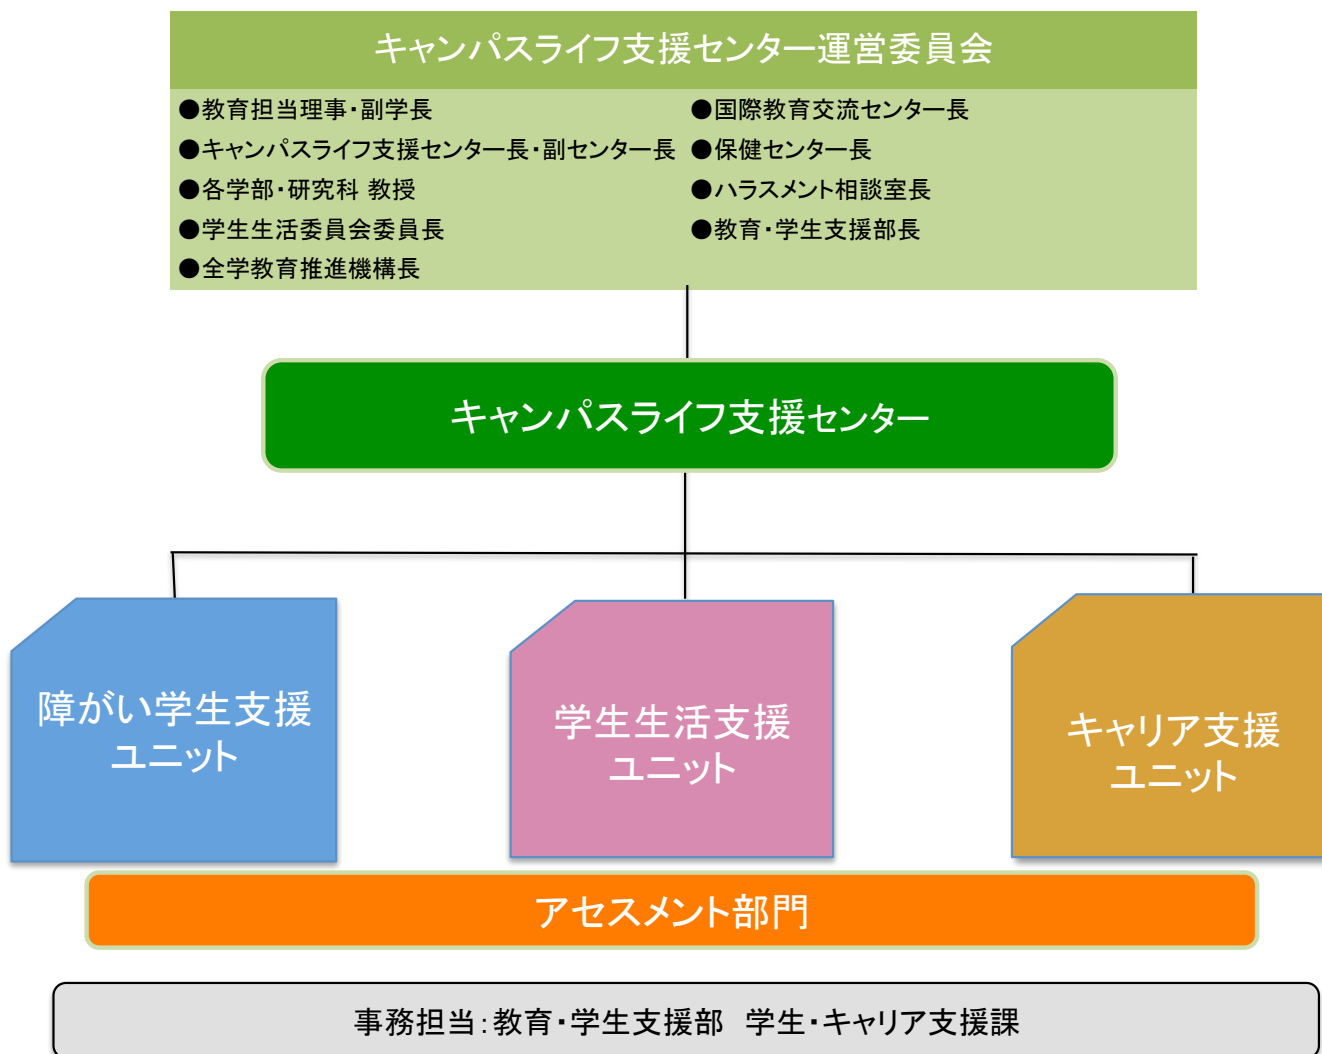 キャンパスライフ支援センター運営委員会
●教育担当理事・副学長
●キャンパスライフ支援センター長・副センター長
●各学部・研究科 教授
●学生生活委員会委員長
●全学教育推進機構長
●国際教育交流センター長
●保健センター長
●ハラスメント相談室長
●教育・学生支援部長
キャンパスライフ支援センター
障がい学生支援
ユニット
学生生活支援
ユニット
キャリア支援
ユニット
アセスメント部門
事務担当：教育・学生支援部　学生・キャリア支援課